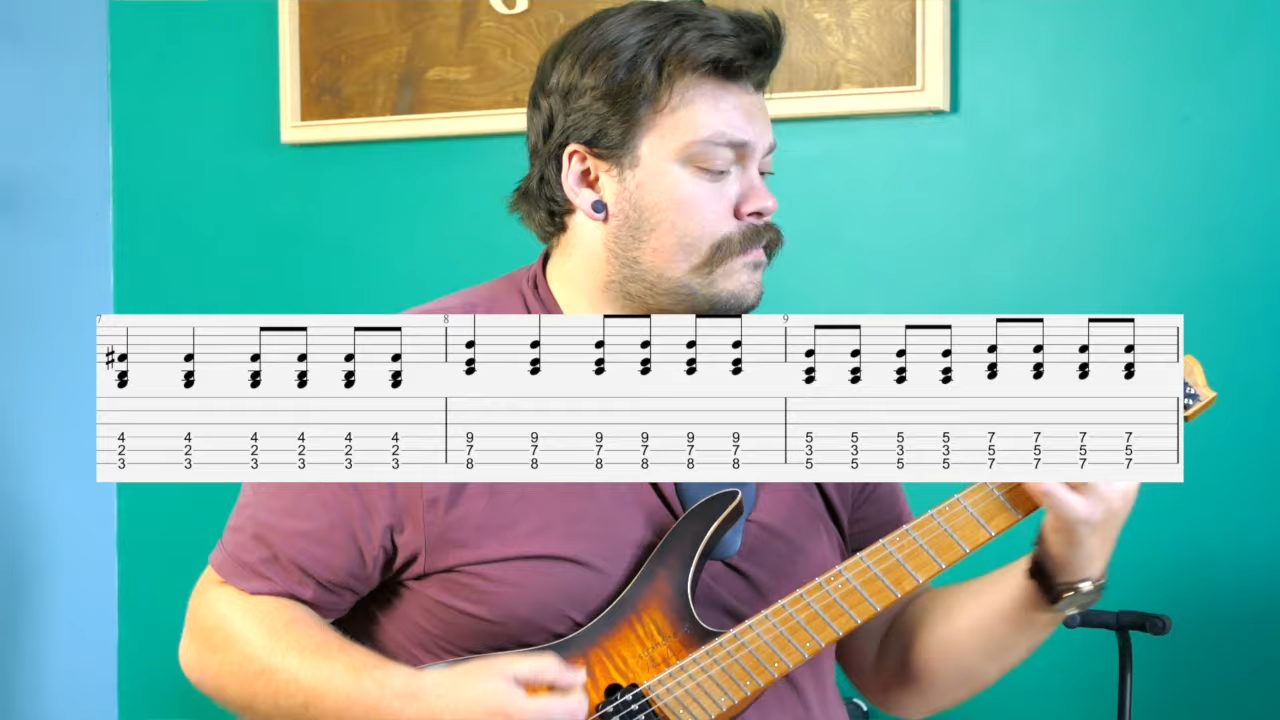 7 8 9
4 4 4 4 4 4 9 9 9 9 9 9 5 5 5 5 7 7 7 7
2 2 2 2 2 2 7 7 7 7 7 7 3 3 3 3 5 5 5 5
3 3 3 3 3 3 8 8 8 8 8 8 5 5 5 5 7 7 7 7